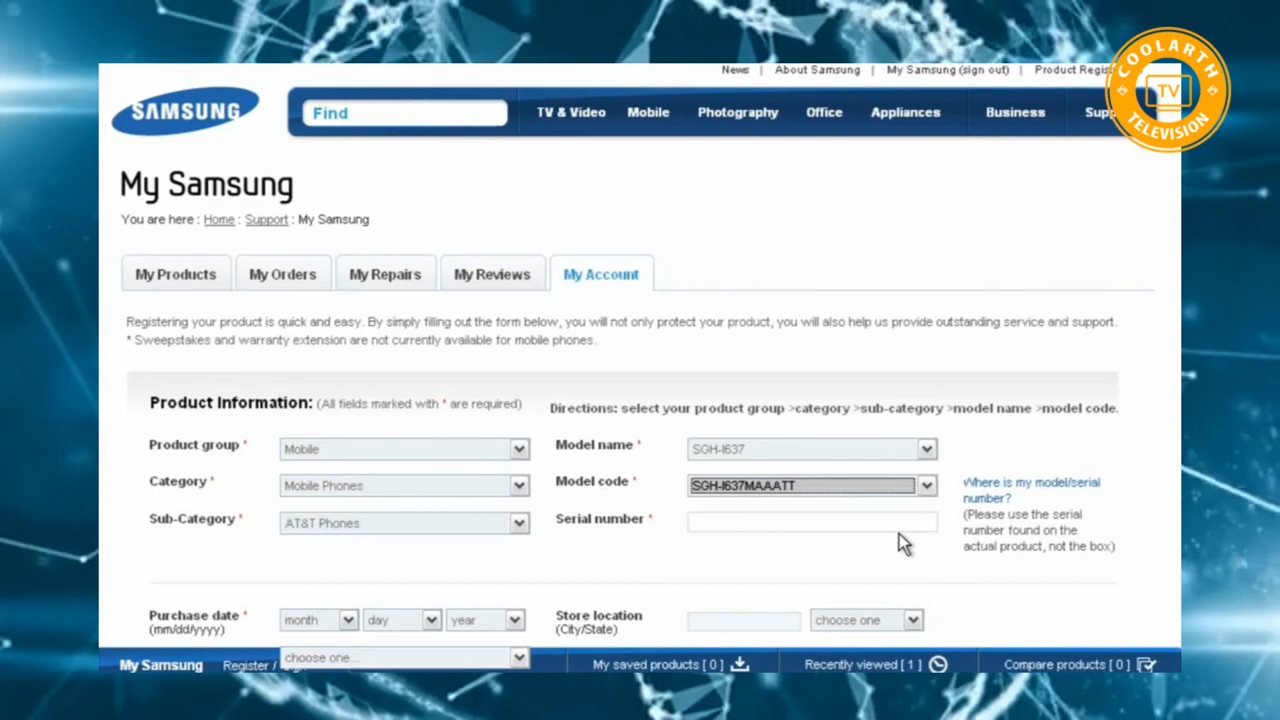 News | About Samsung | My Samsung (sign out) | Product Regis
COOLARTH
TV
TELEVISION
SAMSUNG
Find
TV & Video Mobile Photography Office Appliances Business Supp
My Samsung
You are here : Home : Support : My Samsung
My Products My Orders My Repairs My Reviews My Account
Registering your product is quick and easy. By simply filling out the form below, you will not only protect your product, you will also help us provide outstanding service and support.
* Sweepstakes and warranty extension are not currently available for mobile phones.
Product Information: (All fields marked with * are required) Directions: select your product group >category >sub-category >model name >model code.
Product group * Mobile Model name * SGH-I637
Category * Mobile Phones Model code * SGH-I637MAAATT
Sub-Category * AT&T Phones Serial number *
Where is my model/serial
number?
(Please use the serial
number found on the
actual product, not the box)
Purchase date * month day year Store location choose one
(mm/dd/yyyy) (City/State)
choose one...
My Samsung Register / My saved products [ 0 ] Recently viewed [ 1 ] Compare products [ 0 ]